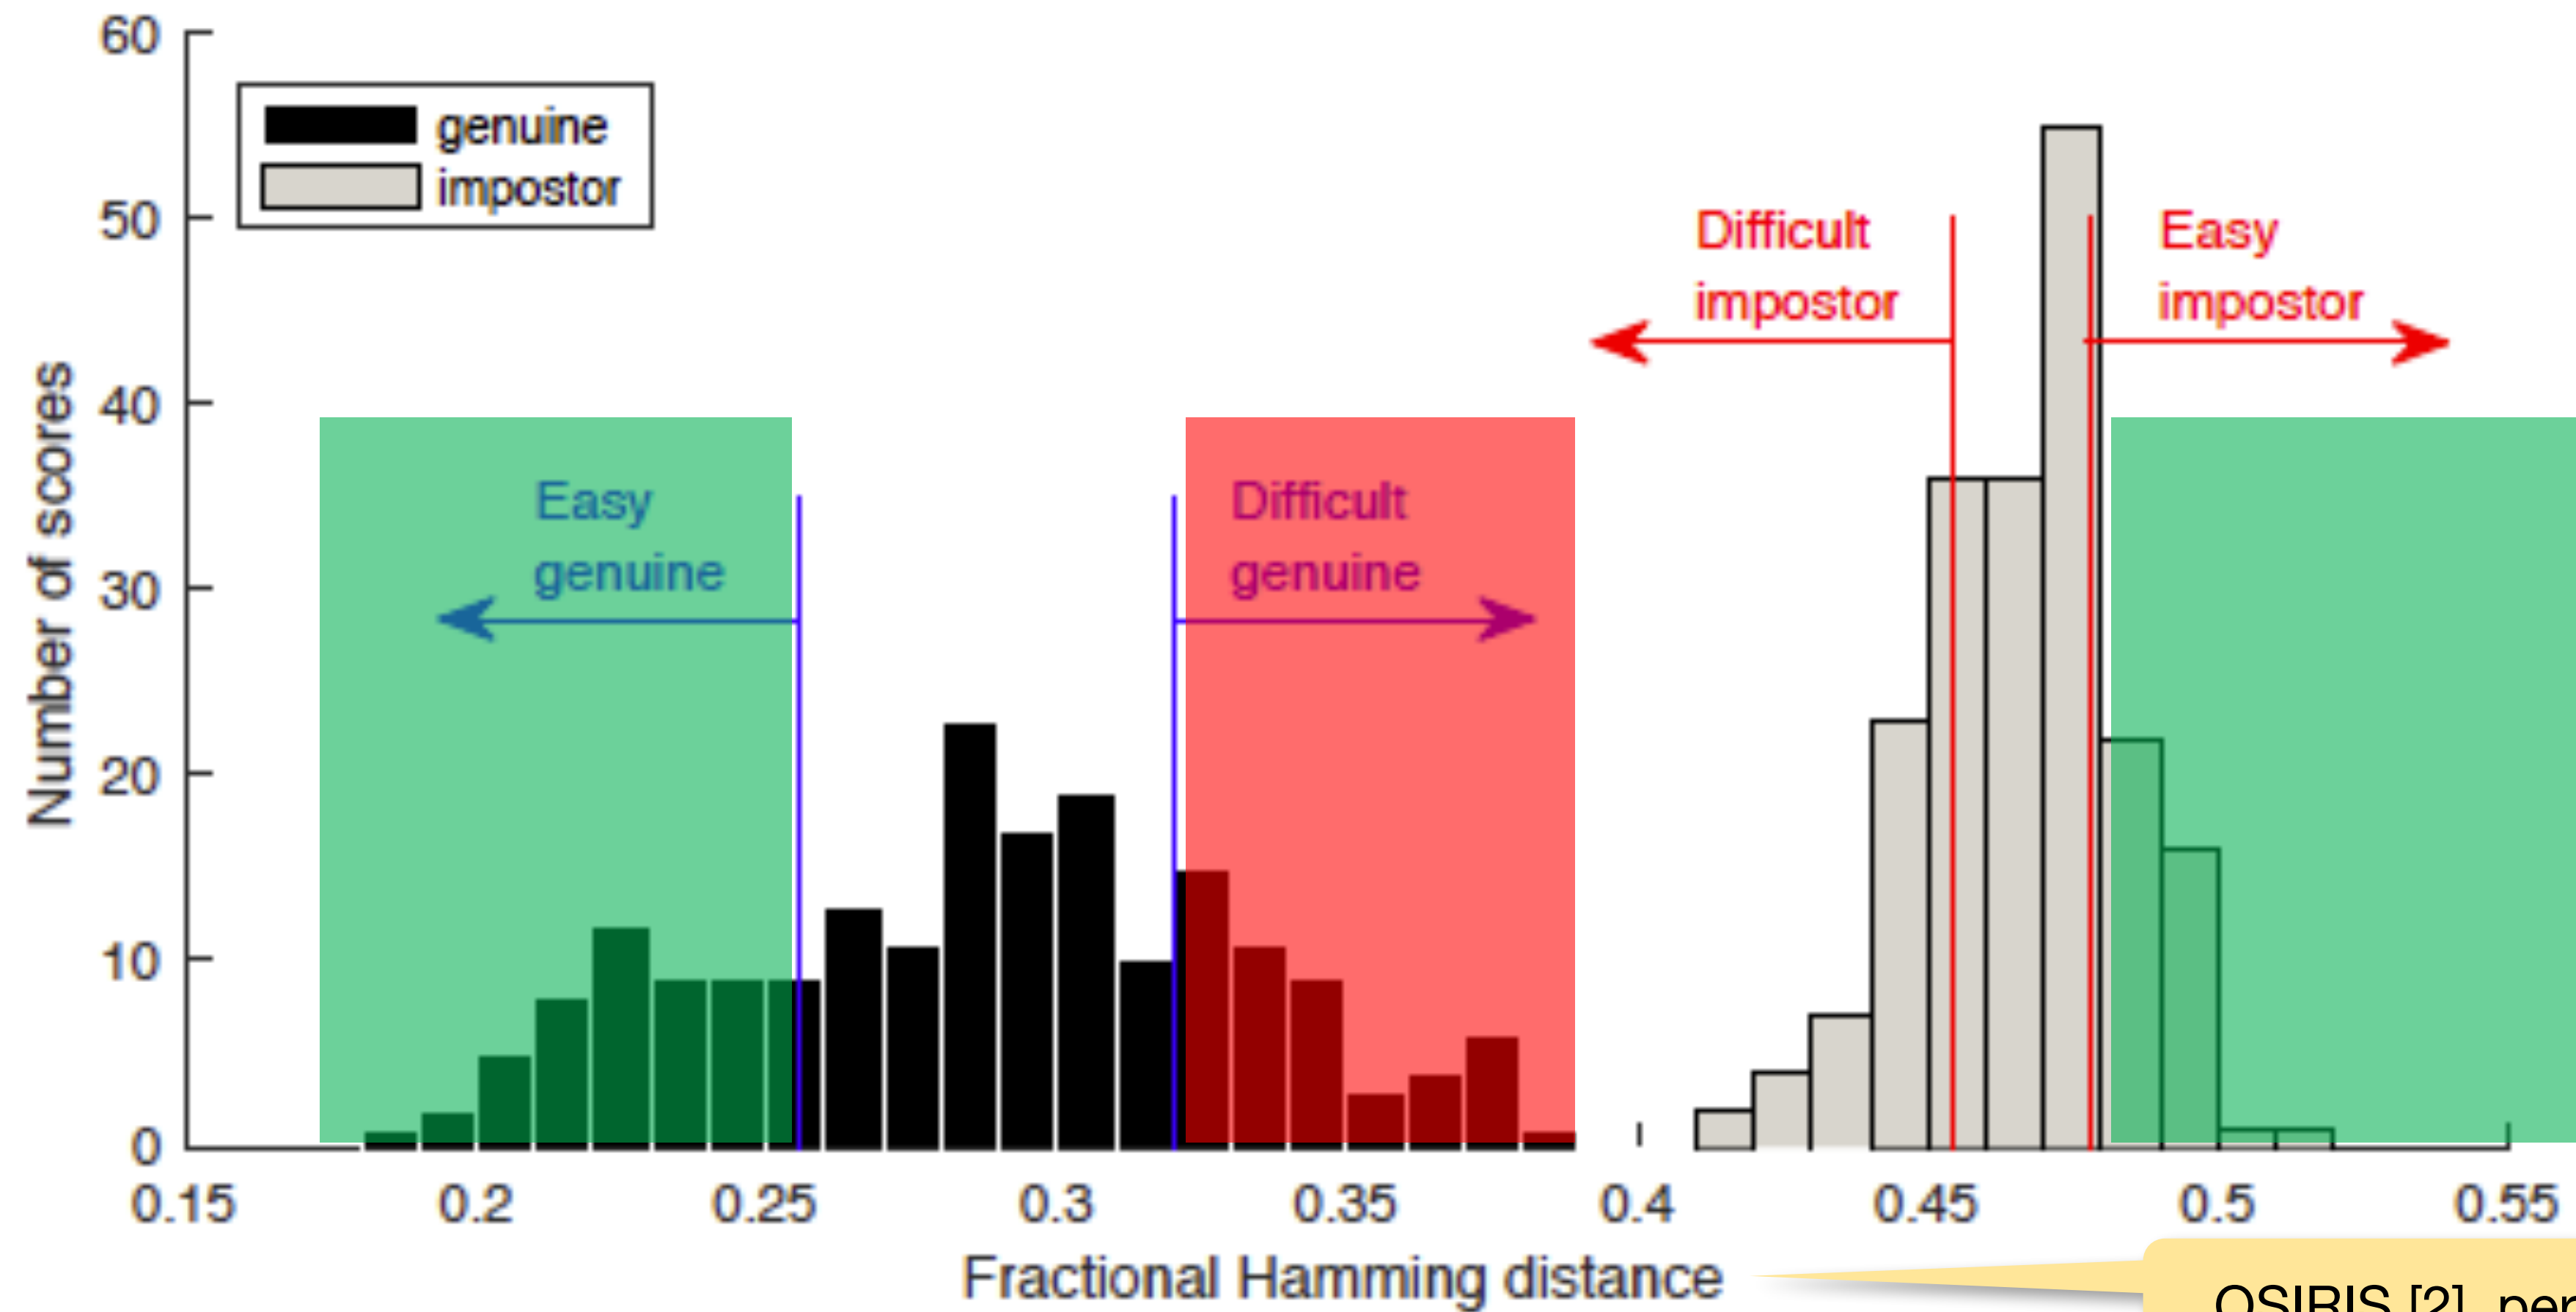 60
genuine
impostor
50
Difficult
impostor
Easy
impostor
Number of scores
40
Easy
genuine
Difficult
genuine
30
20
10
0
0.15 0.2 0.25 0.3 0.35 0.4 0.45 0.5 0.55
Fractional Hamming distance
OSIRIS [2],